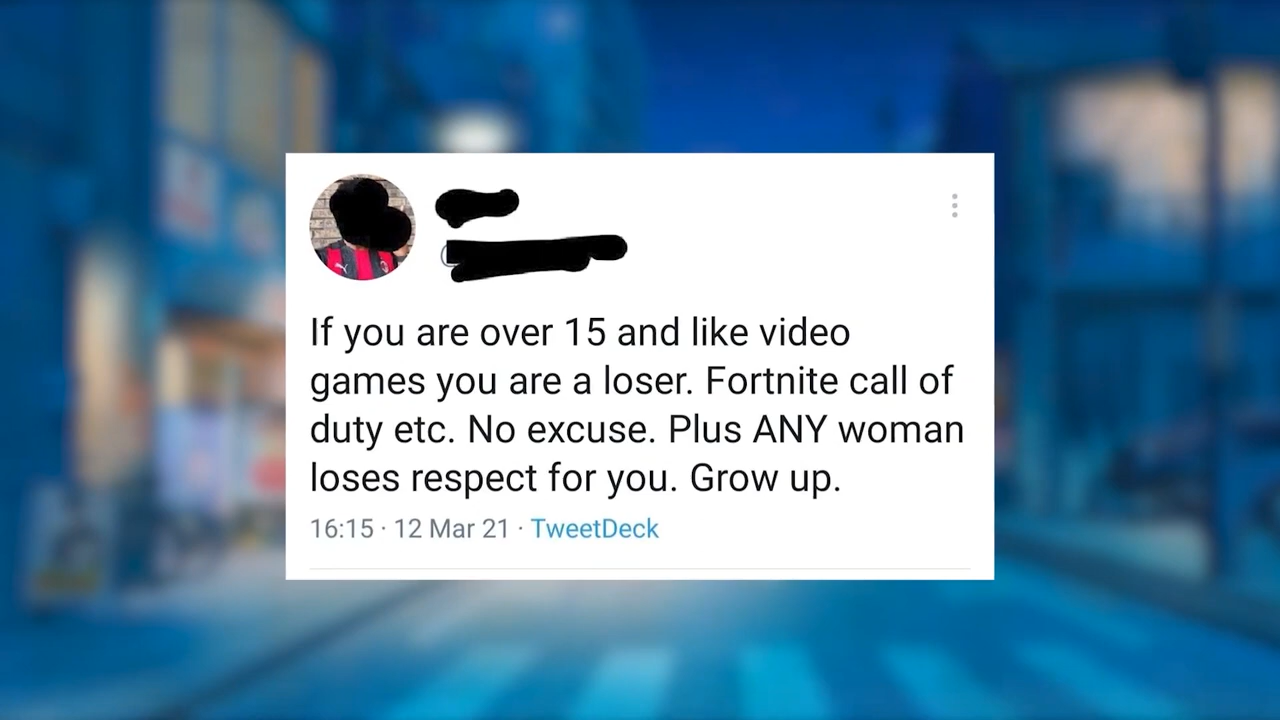 If you are over 15 and like video
games you are a loser. Fortnite call of
duty etc. No excuse. Plus ANY woman
loses respect for you. Grow up.
16:15 · 12 Mar 21 · TweetDeck